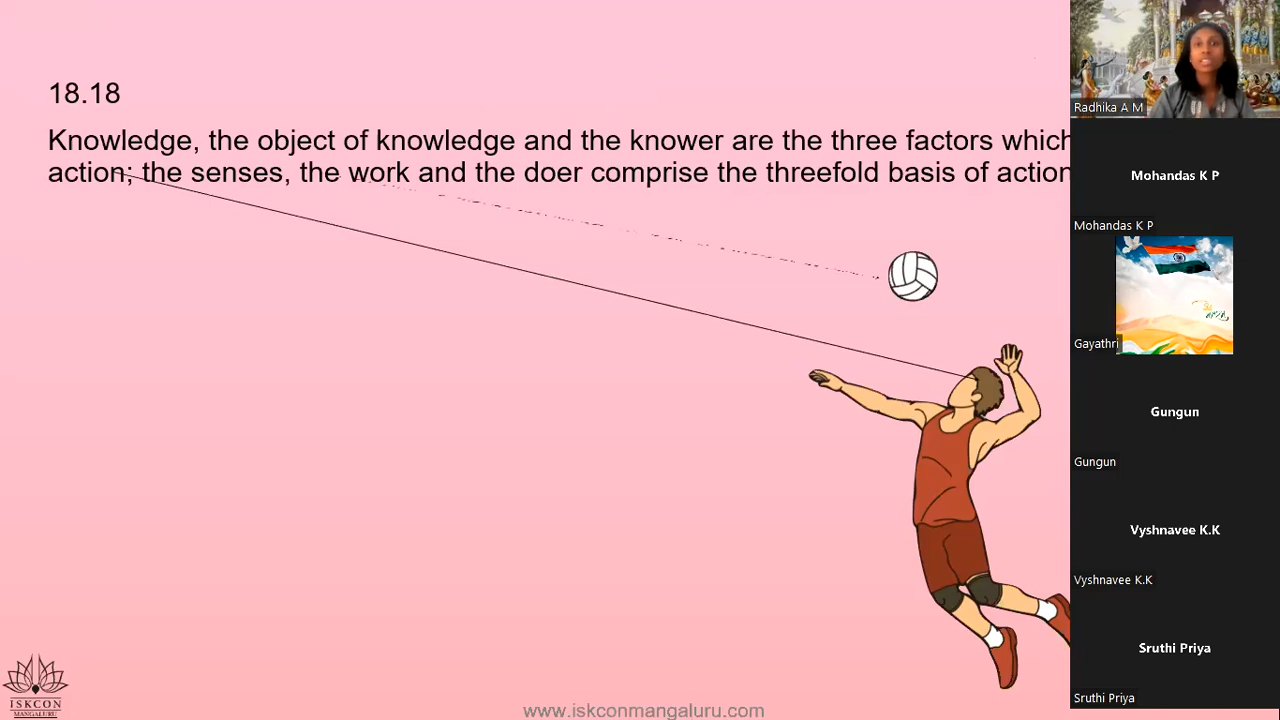 18.18
Knowledge, the object of knowledge and the knower are the three factors which
action; the senses, the work and the doer comprise the threefold basis of action
ISKCON
MANGALURU
www.iskconmangaluru.com
Radhika A M
Mohandas K P
Mohandas K P
Gayathri
Gungun
Gungun
Vyshnavee K.K
Vyshnavee K.K
Sruthi Priya
Sruthi Priya